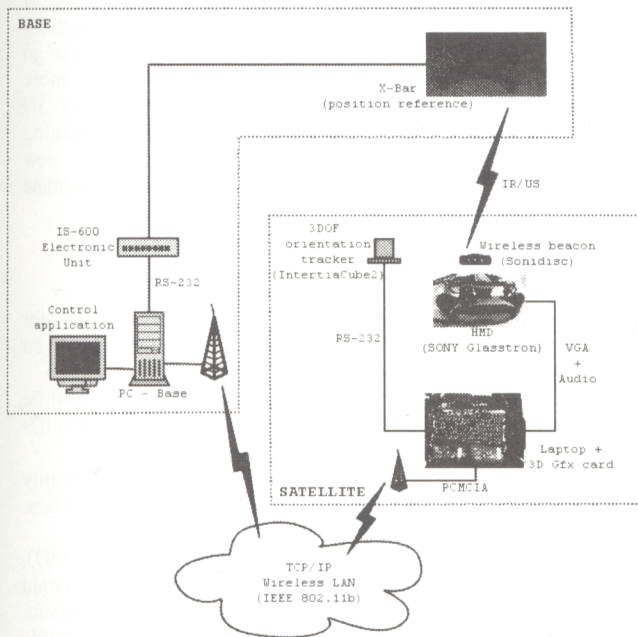 BASE
X-Bar
(position reference)
IR/US
IS-600
Electronic
Unit
RS-232
Control
application
PC - Base
3DOF
orientation
tracker
(IntertiaCube2)
Wireless beacon
(Sonidisc)
HMD
(SONY Glasstron)
RS-232
VGA
+
Audio
Laptop +
3D Gfx card
PCMCIA
SATELLITE
TCP/IP
Wireless LAN
(IEEE 802.11b)